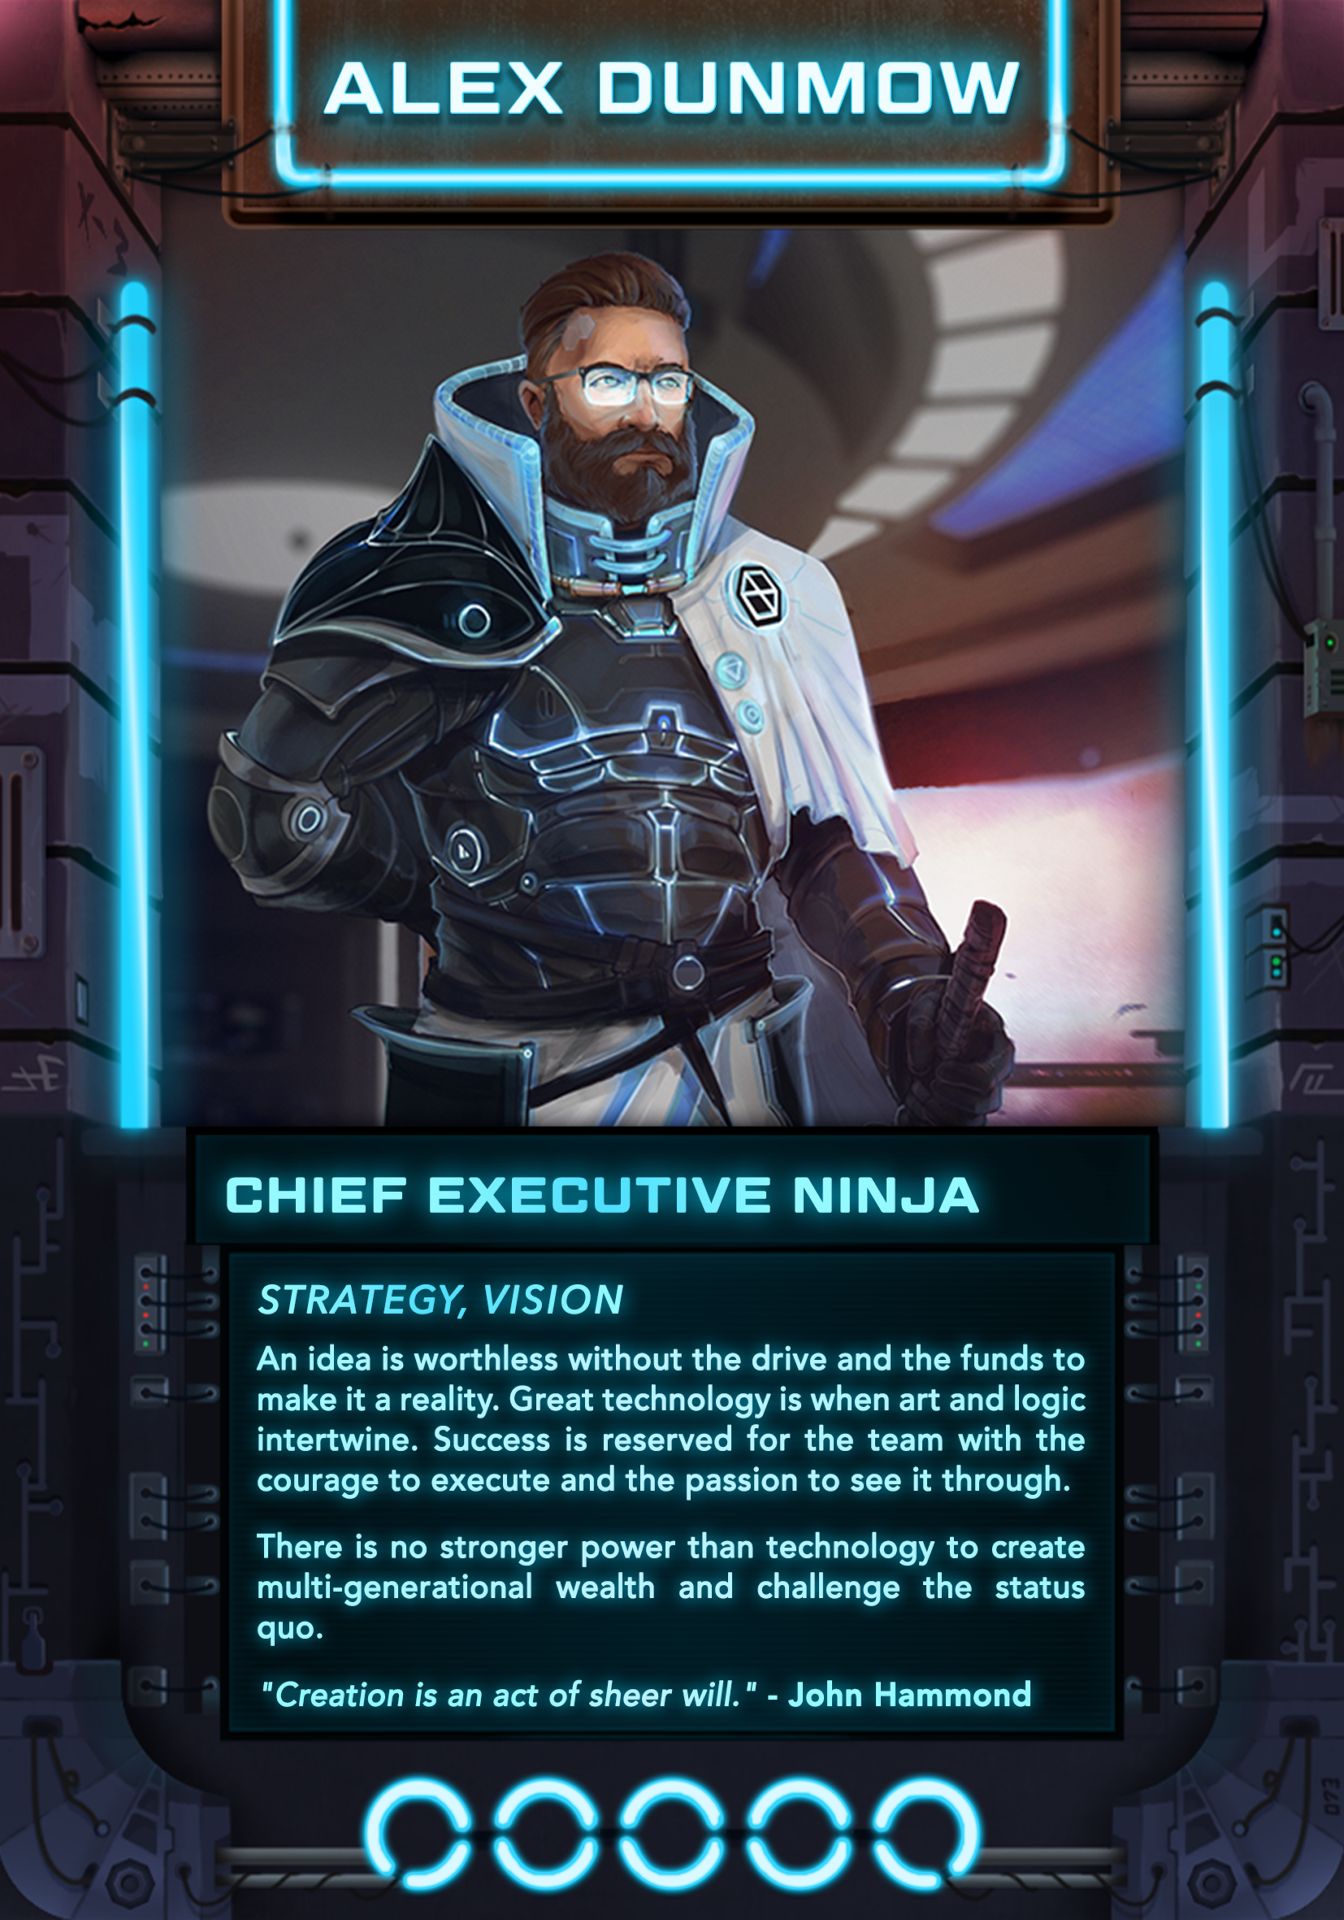 ALEX DUNMOW
CHIEF EXECUTIVE NINJA
STRATEGY, VISION
An idea is worthless without the drive and the funds to
make it a reality. Great technology is when art and logic
intertwine. Success is reserved for the team with the
courage to execute and the passion to see it through.
There is no stronger power than technology to create
multi-generational wealth and challenge the status
quo.
"Creation is an act of sheer will." - John Hammond
073